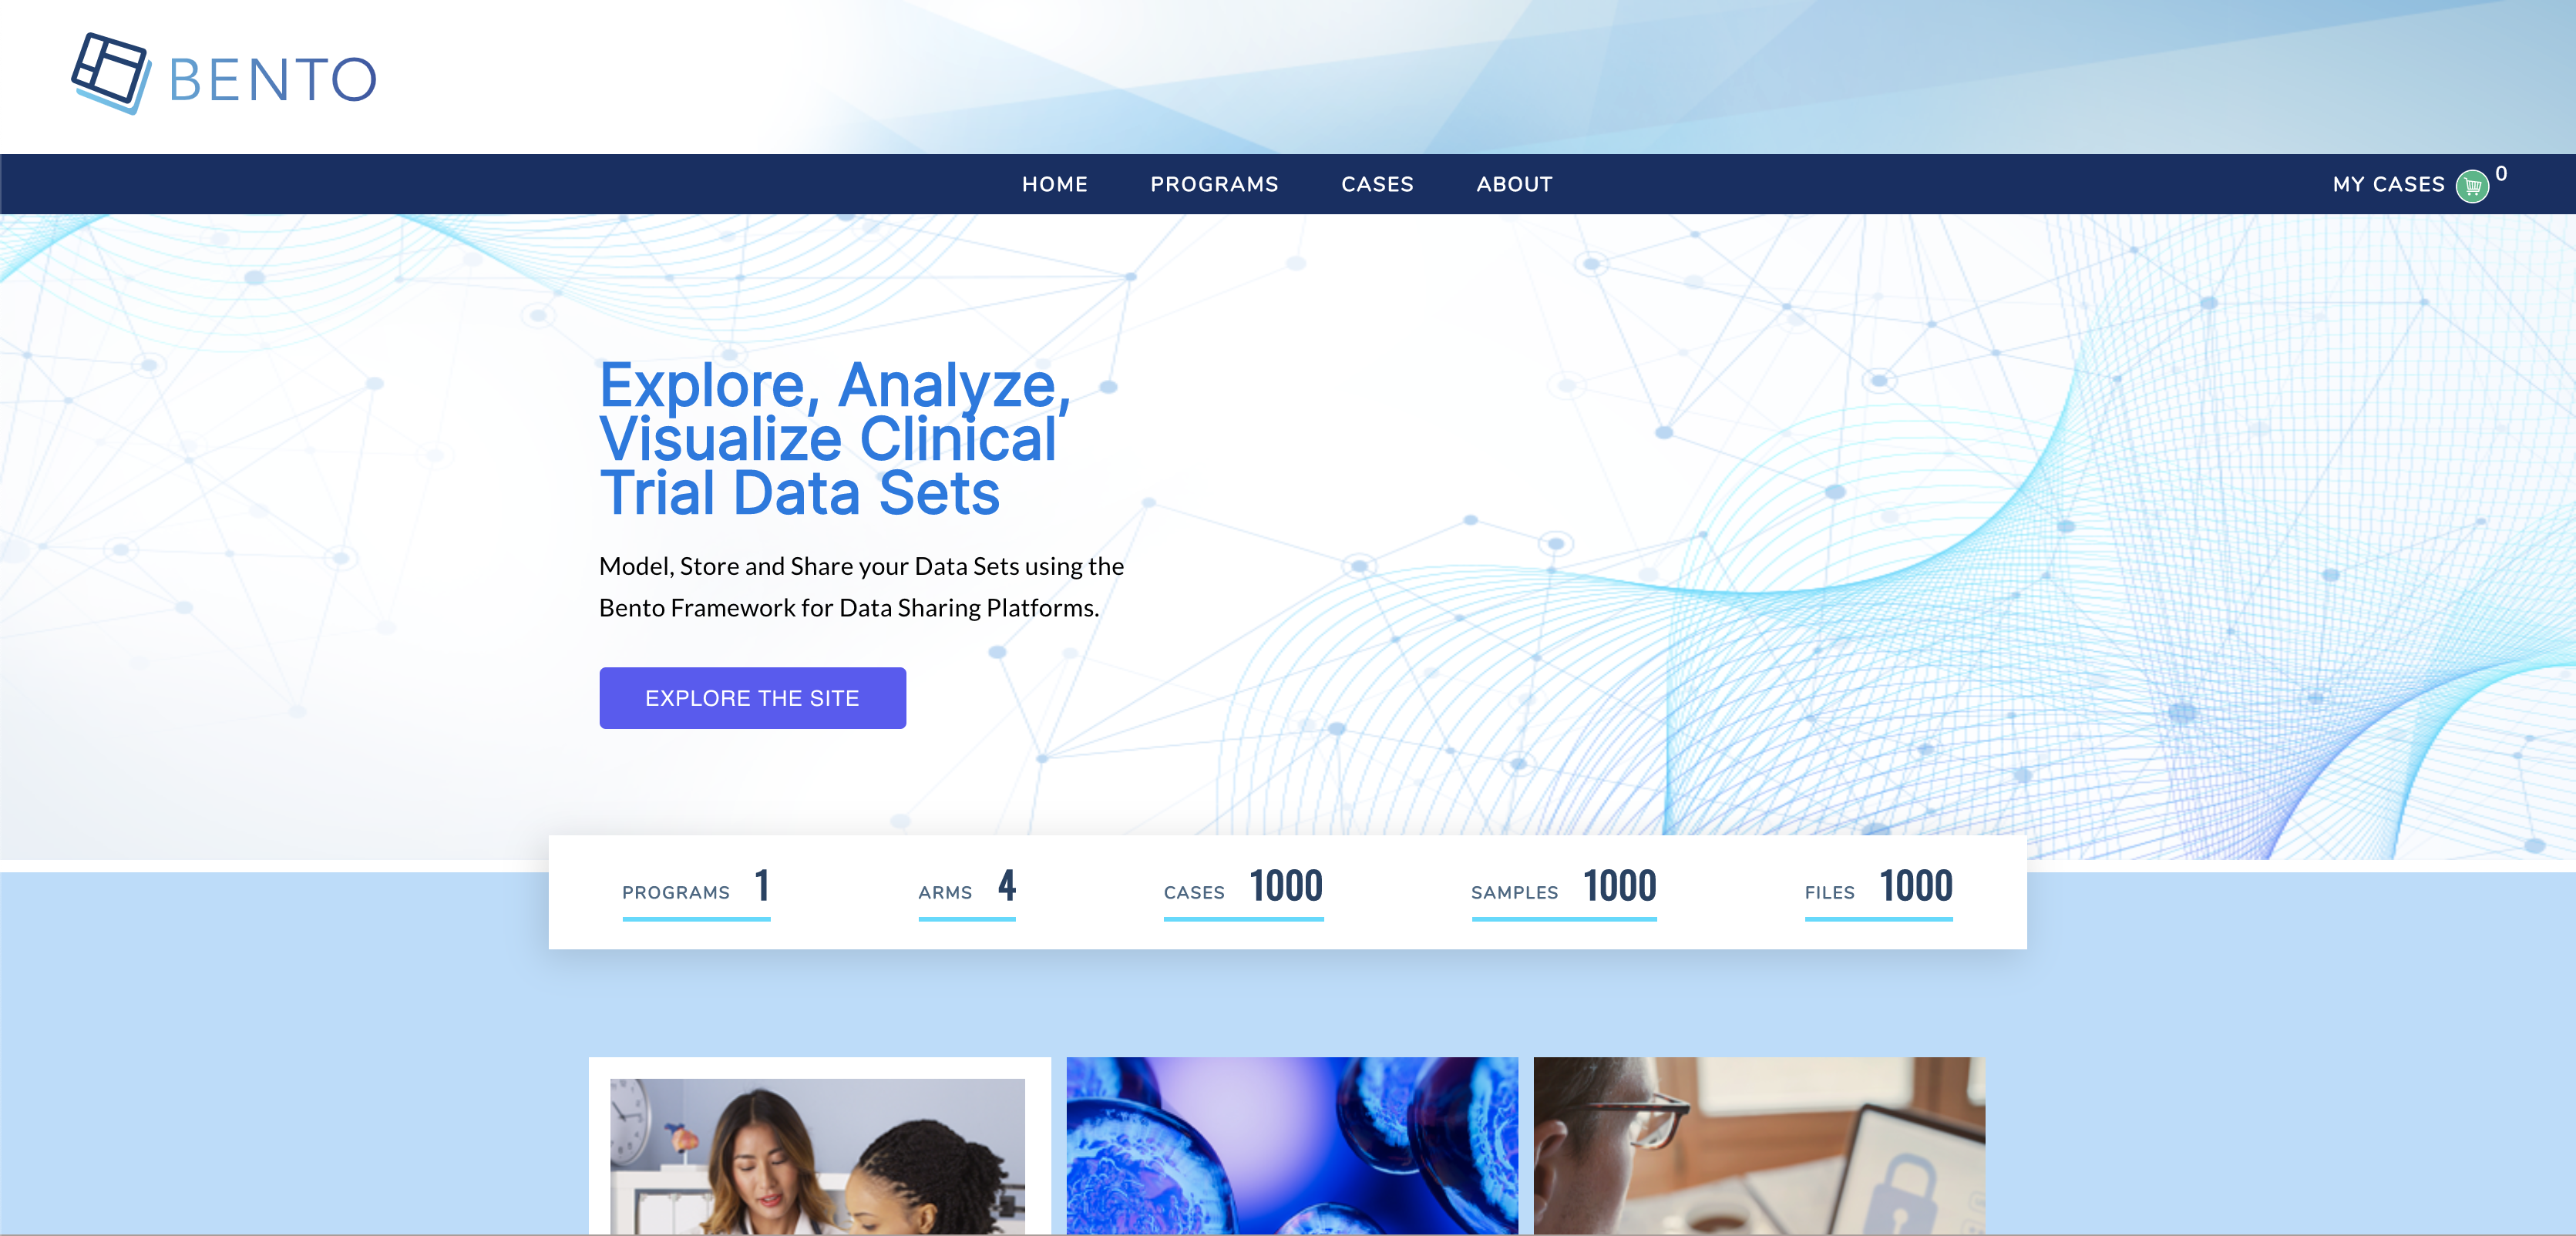 BENTO
HOME PROGRAMS CASES ABOUT MY CASES 0
Explore, Analyze,
Visualize Clinical
Trial Data Sets
Model, Store and Share your Data Sets using the
Bento Framework for Data Sharing Platforms.
EXPLORE THE SITE
PROGRAMS 1 ARMS 4 CASES 1000 SAMPLES 1000 FILES 1000